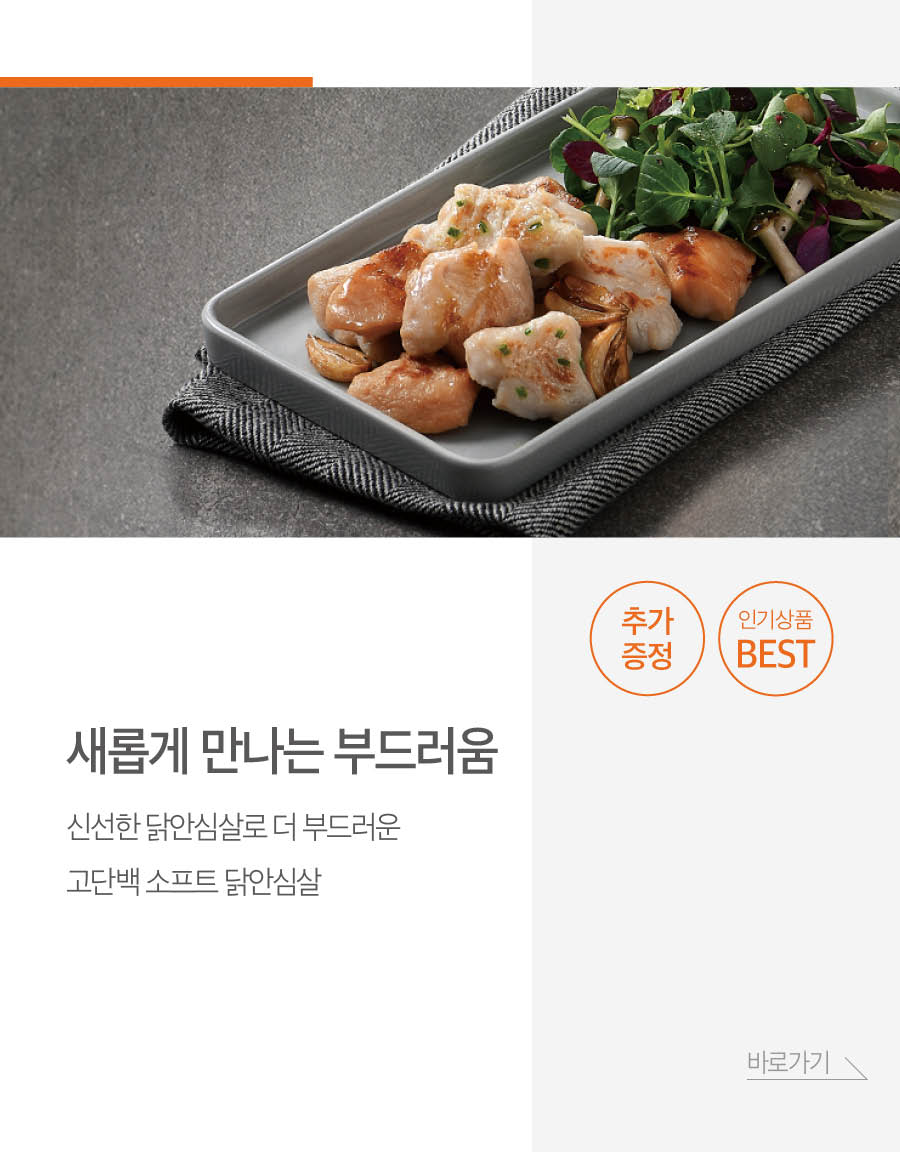 추가
증정
인기상품
BEST
새롭게 만나는 부드러움
신선한 닭안심살로 더 부드러운
고단백 소프트 닭안심살
바로가기